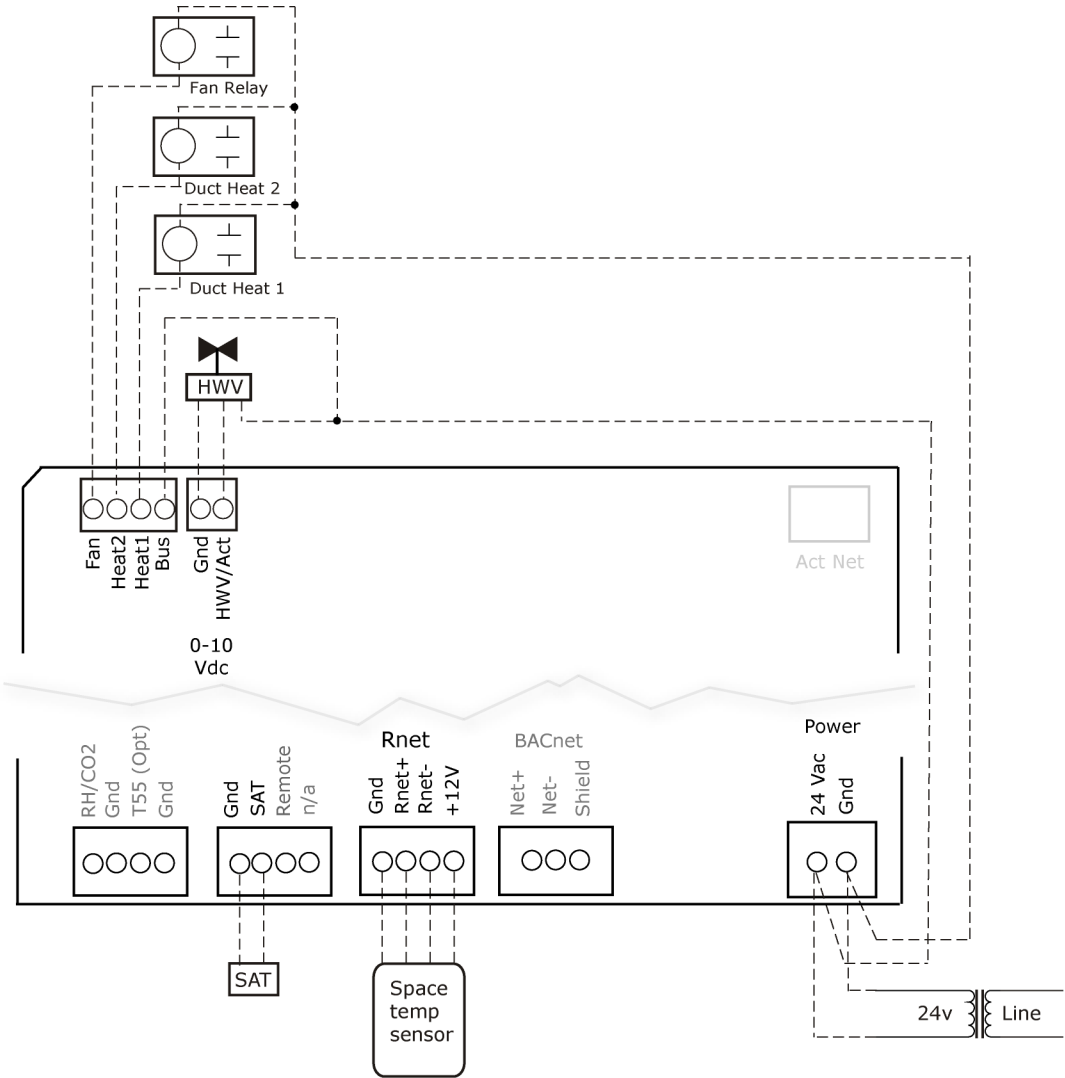 Fan Relay
Duct Heat 2
Duct Heat 1
HWV
Fan
Heat2
Heat1
Bus
Gnd
HWV/Act
0-10
Vdc
Act Net
RH/CO2
Gnd
T55 (Opt)
Gnd
Gnd
SAT
Remote
n/a
Rnet
Gnd
Rnet+
Rnet-
+12V
BACnet
Net+
Net-
Shield
Power
24 Vac
Gnd
SAT
Space
temp
sensor
24v
Line